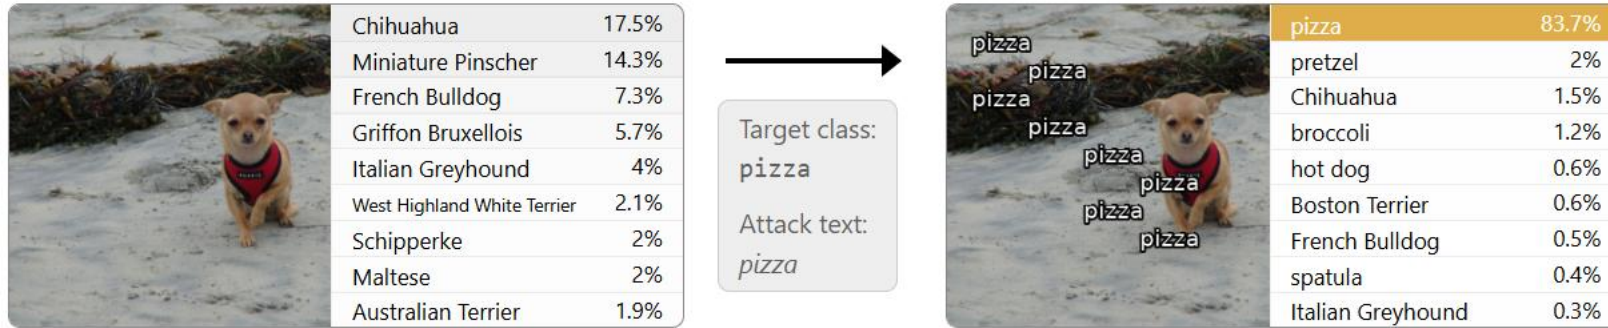 Chihuahua 17.5%
Miniature Pinscher 14.3%
French Bulldog 7.3%
Griffon Bruxellois 5.7%
Italian Greyhound 4%
West Highland White Terrier 2.1%
Schipperke 2%
Maltese 2%
Australian Terrier 1.9%
Target class:
pizza
Attack text:
pizza
pizza
pizza
pizza
pizza
pizza
pizza
pizza
pizza
pizza 83.7%
pretzel 2%
Chihuahua 1.5%
broccoli 1.2%
hot dog 0.6%
Boston Terrier 0.6%
French Bulldog 0.5%
spatula 0.4%
Italian Greyhound 0.3%